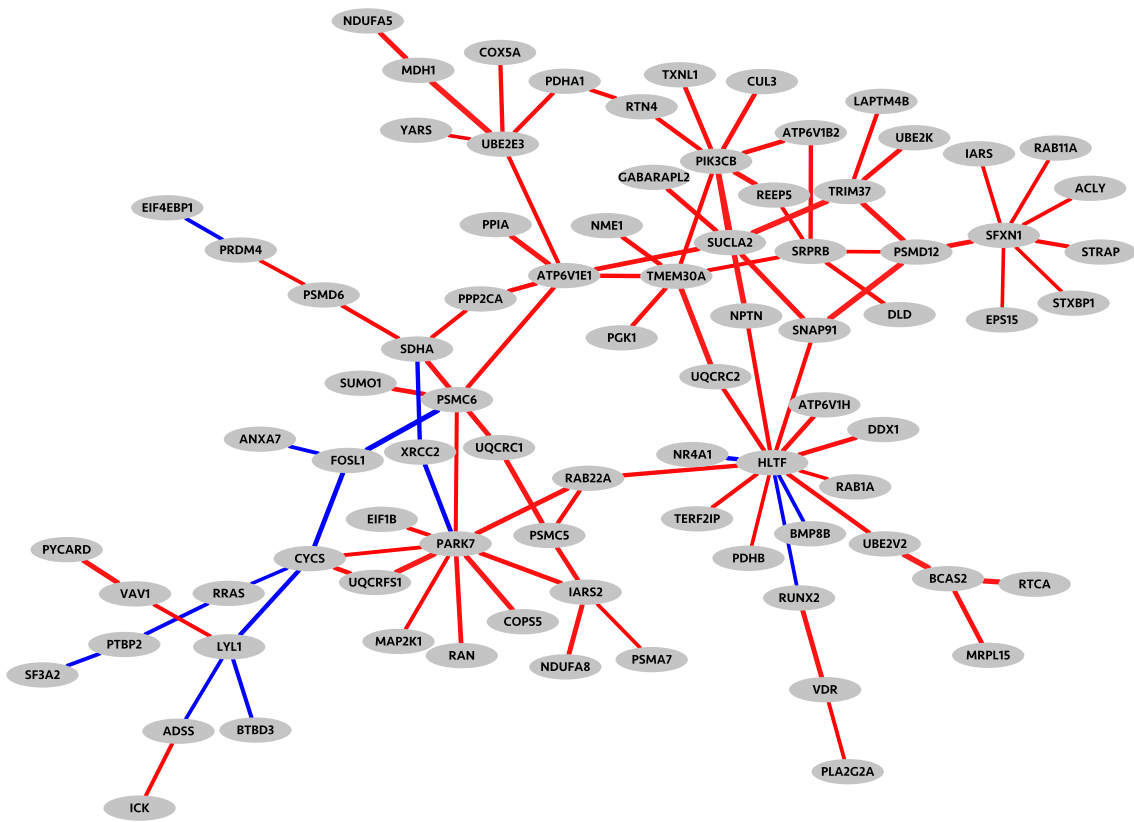 NDUFA5
COX5A
MDH1
PDHA1
TXNL1
CUL3
RTN4
LAPTM4B
YARS
UBE2E3
ATP6V1B2
UBE2K
PIK3CB
IARS
RAB11A
GABARAPL2
REEP5
TRIM37
ACLY
EIF4EBP1
PPIA
NME1
SUCLA2
SFXN1
PRDM4
SRPRB
PSMD12
STRAP
ATP6V1E1
TMEM30A
PSMD6
PPP2CA
NPTN
DLD
STXBP1
EPS15
PGK1
SNAP91
SDHA
SUMO1
UQCRC2
PSMC6
ATP6V1H
ANXA7
DDX1
FOSL1
XRCC2
UQCRC1
NR4A1
HLTF
RAB22A
RAB1A
EIF1B
TERF2IP
PSMC5
BMP8B
PYCARD
CYCS
PARK7
PDHB
UBE2V2
VAV1
RRAS
UQCRFS1
IARS2
RUNX2
BCAS2
RTCA
PTBP2
LYL1
MAP2K1
COPS5
SF3A2
RAN
NDUFA8
PSMA7
MRPL15
VDR
ADSS
BTBD3
PLA2G2A
ICK